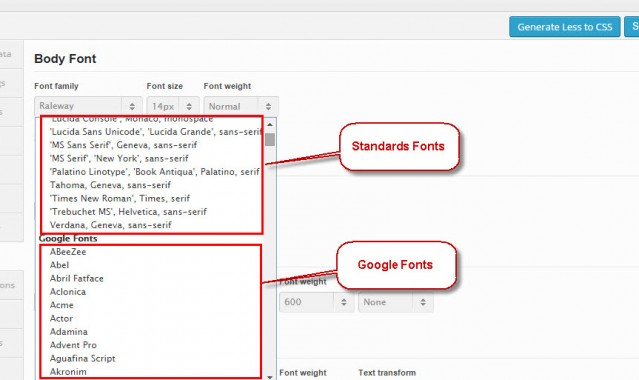 Generate Less to CSS
S
ata
gs
s
Body Font
Font family Font size Font weight
Raleway 14px Normal
'Lucida Console', Monaco, monospace
'Lucida Sans Unicode', 'Lucida Grande', sans-serif
'MS Sans Serif', Geneva, sans-serif
'MS Serif', 'New York', sans-serif
'Palatino Linotype', 'Book Antiqua', Palatino, serif
Tahoma, Geneva, sans-serif
'Times New Roman', Times, serif
'Trebuchet MS', Helvetica, sans-serif
Verdana, Geneva, sans-serif
Standards Fonts
Google Fonts
ABeeZee
Abel
Abril Fatface
Aclonica
Acme
Actor
Adamina
Advent Pro
Aguafina Script
Akronim
Google Fonts
ons
s
Font weight
600 None
Font weight Text transform